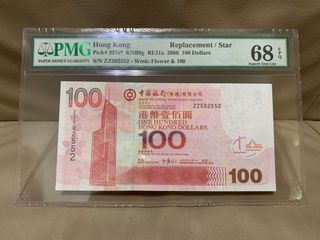 PMG
PAPER MONEY GUARANTY
Hong Kong Replacement / Star
Pick# 337c* KNB9g RE31a 2006 100 Dollars
S/N ZZ502552 - Wmk: Flower & 100
68 EPQ
Superb Gem Unc
100
中國銀行(香港)有限公司
BANK OF CHINA (HONG KONG) LIMITED
ZZ502552
港幣壹佰圓
ONE HUNDRED
HONG KONG DOLLARS
100
ZZ502552
100